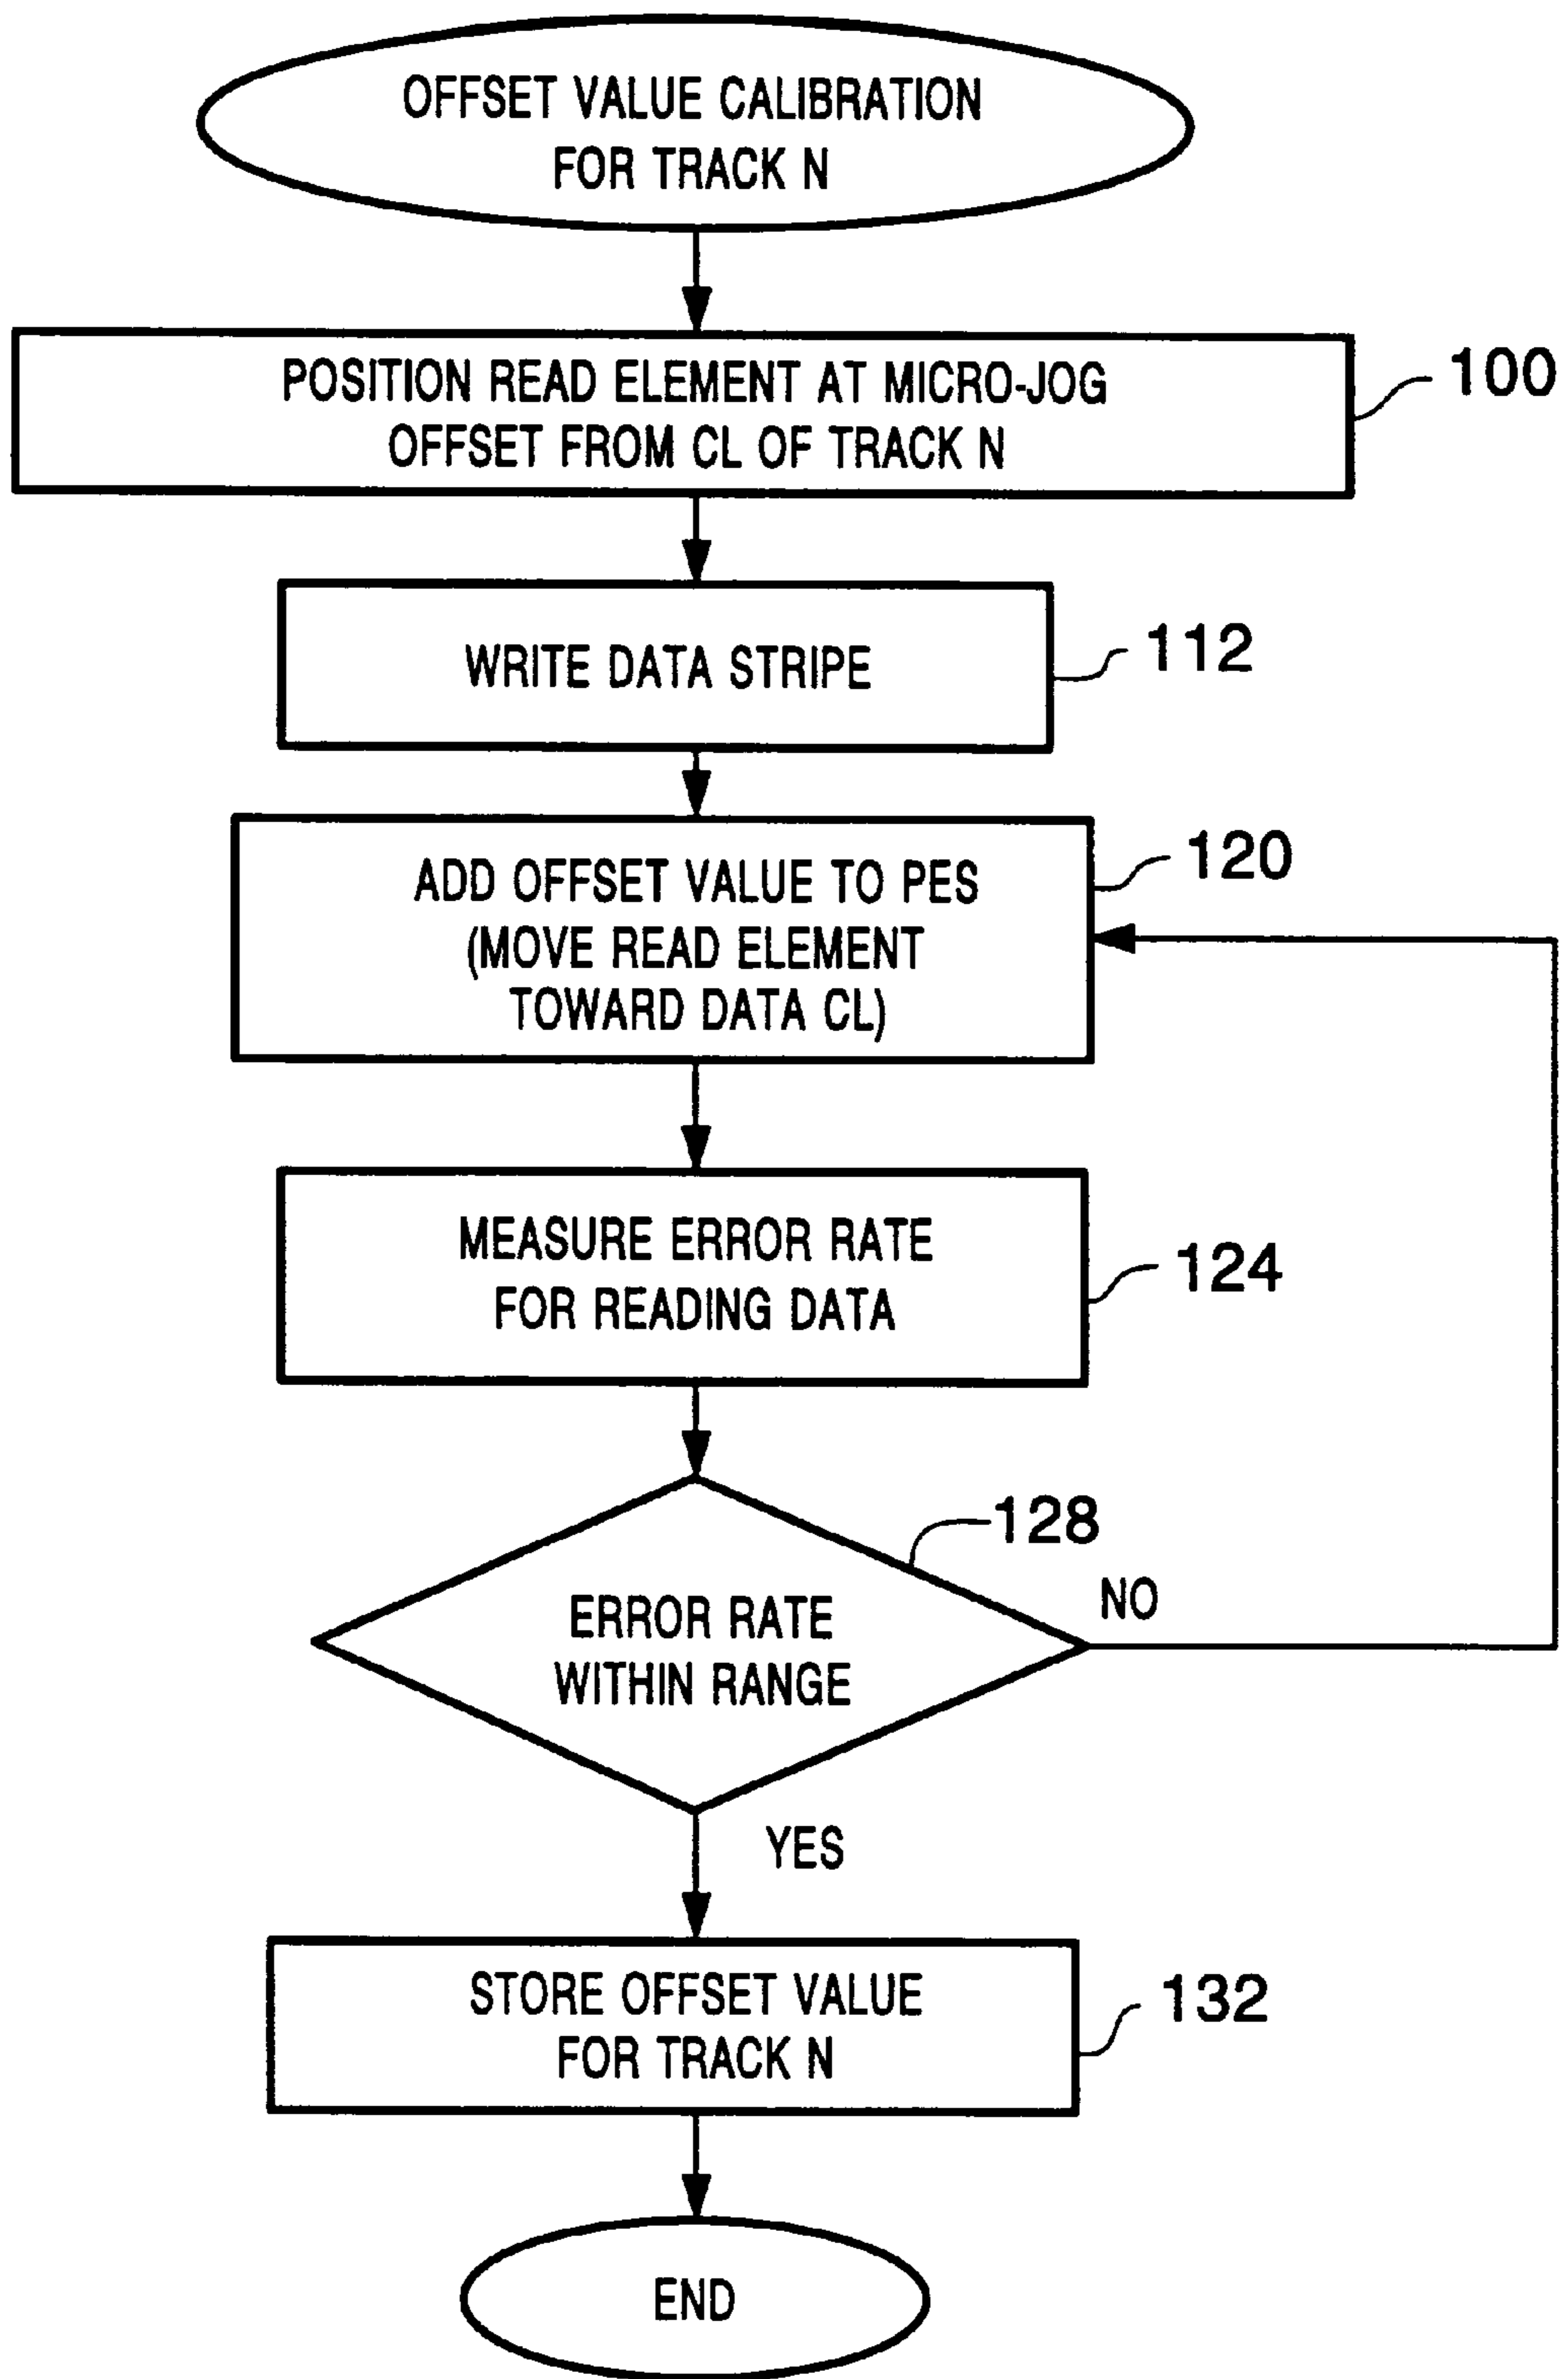 OFFSET VALUE CALIBRATION
FOR TRACK N
POSITION READ ELEMENT AT MICRO-JOG
OFFSET FROM CL OF TRACK N
100
WRITE DATA STRIPE
112
ADD OFFSET VALUE TO PES
(MOVE READ ELEMENT
TOWARD DATA CL)
120
MEASURE ERROR RATE
FOR READING DATA
124
128
ERROR RATE
WITHIN RANGE
NO
YES
STORE OFFSET VALUE
FOR TRACK N
132
END